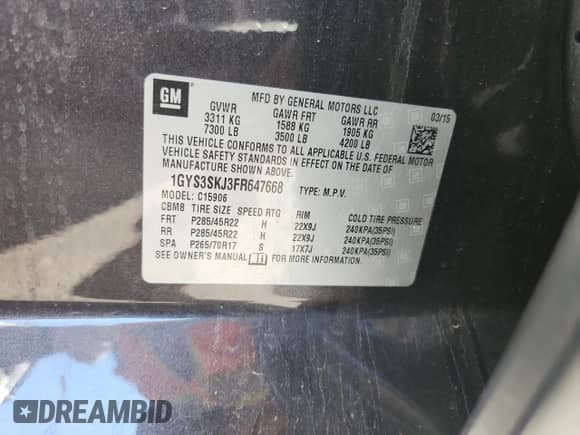 GM
MFD BY GENERAL MOTORS LLC
03/15
GVWR GAWR FRT GAWR RR
3311 KG 1588 KG 1905 KG
7300 LB 3500 LB 4200 LB
THIS VEHICLE CONFORMS TO ALL APPLICABLE U.S. FEDERAL MOTOR
VEHICLE SAFETY STANDARDS IN EFFECT ON THE DATE OF
MANUFACTURE SHOWN ABOVE.
1GYS3SKJ3FR647668 TYPE: M.P.V.
MODEL: C15906
CBMB TIRE SIZE SPEED RTG RIM COLD TIRE PRESSURE
FRT P285/45R22 H 22X9J 240KPA(35PSI)
RR P285/45R22 H 22X9J 240KPA(35PSI)
SPA P265/70R17 S 17X7J 240KPA(35PSI)
SEE OWNER'S MANUAL FOR MORE INFORMATION.
DREAMBID